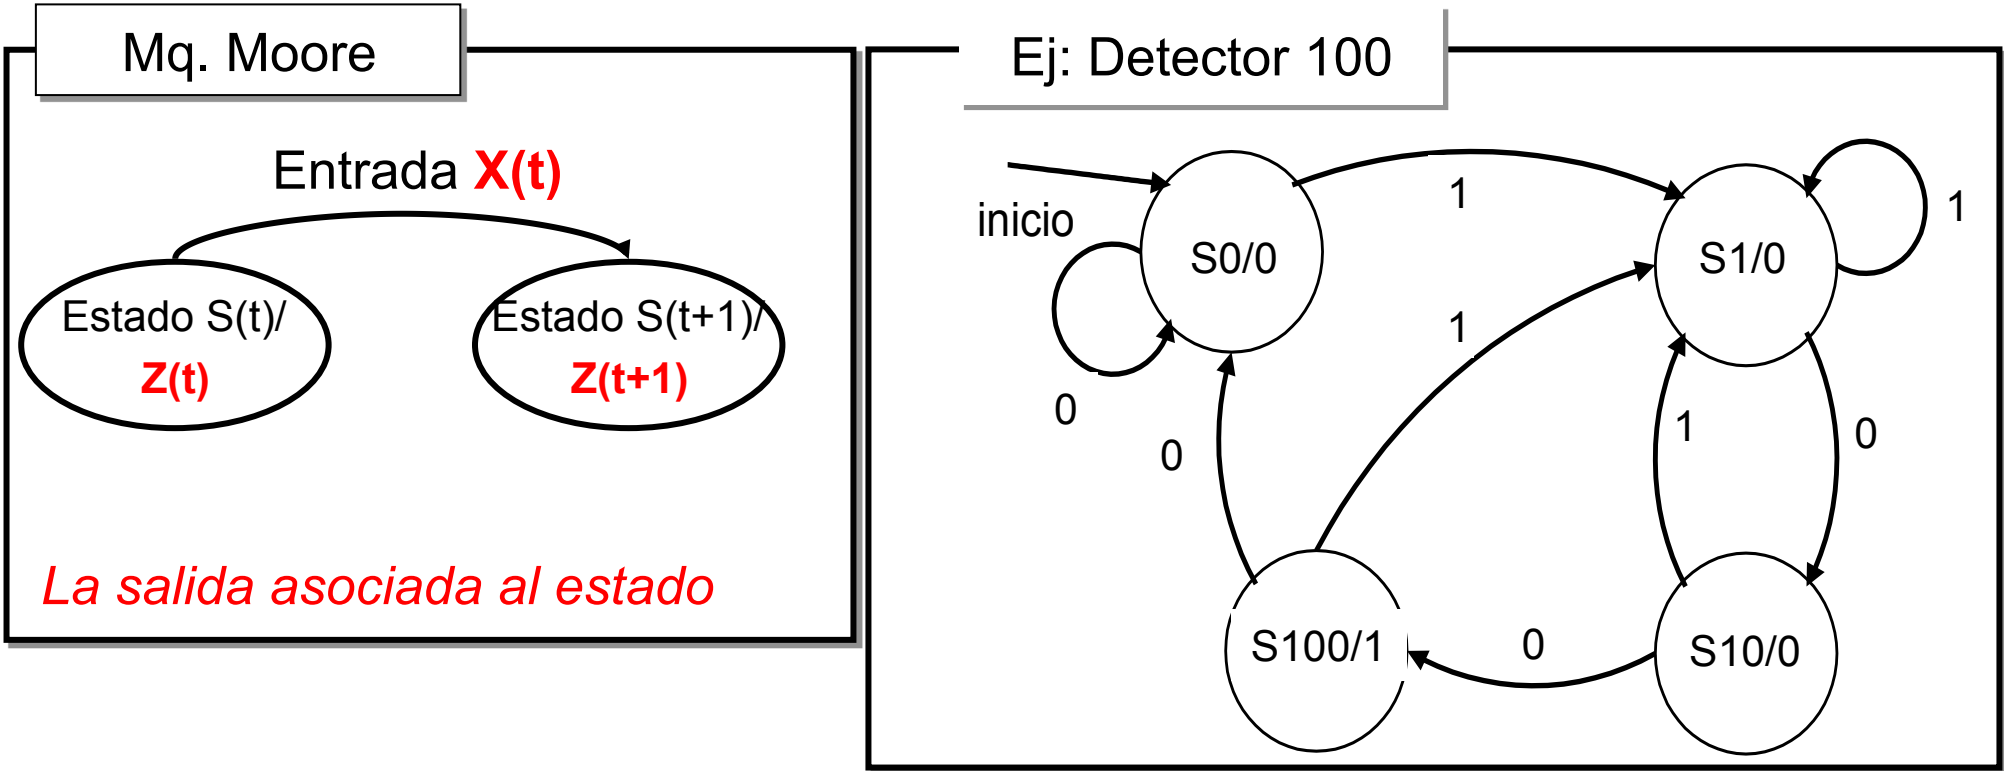 Mq. Moore
Entrada X(t)
Estado S(t)/
Z(t)
Estado S(t+1)/
Z(t+1)
La salida asociada al estado
Ej: Detector 100
inicio
S0/0
1
S1/0
1
0
1
0
1
0
S100/1
0
S10/0